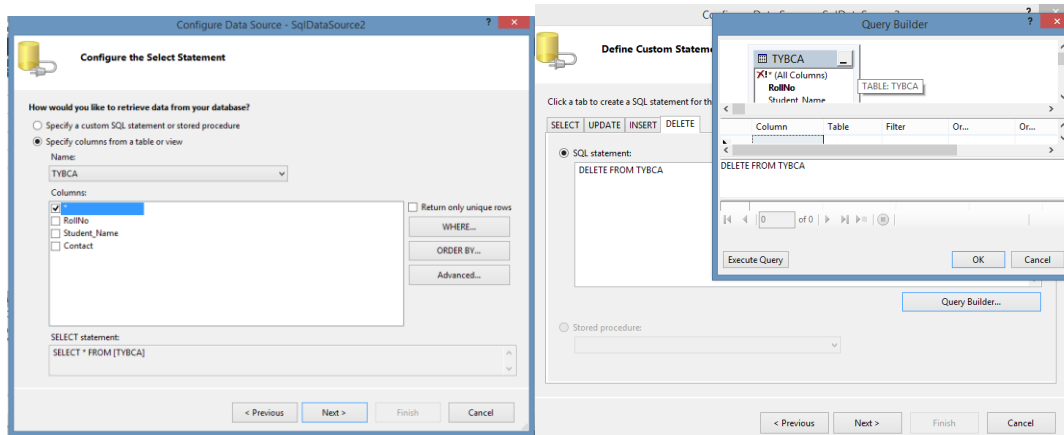 Configure Data Source - SqlDataSource2
Configure the Select Statement
How would you like to retrieve data from your database?
Specify a custom SQL statement or stored procedure
Specify columns from a table or view
Name:
TYBCA
Columns:
*
RollNo
Student_Name
Contact
Return only unique rows
WHERE...
ORDER BY...
Advanced...
SELECT statement:
SELECT * FROM [TYBCA]
< Previous
Next >
Finish
Cancel
Define Custom Stateme
Click a tab to create a SQL statement for th
SELECT UPDATE INSERT DELETE
SQL statement:
DELETE FROM TYBCA
Query Builder...
Stored procedure:
< Previous
Next >
Finish
Cancel
Query Builder
TYBCA
* (All Columns)
RollNo
Student_Name
TABLE: TYBCA
Column Table Filter Or... Or...
DELETE FROM TYBCA
0 of 0
Execute Query
OK
Cancel